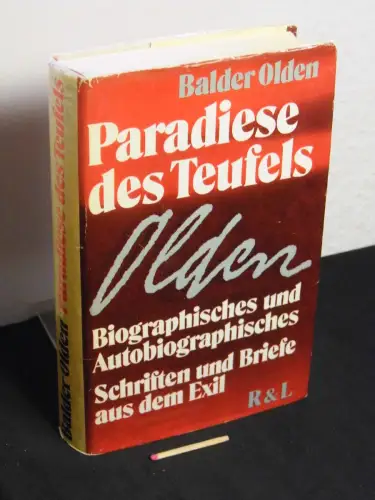 Balder Olden
Paradiese
des Teufels
Olden
Biographisches und
Autobiographisches
Schriften und Briefe
aus dem Exil
R & L
Balder Olden Paradiese des Teufels